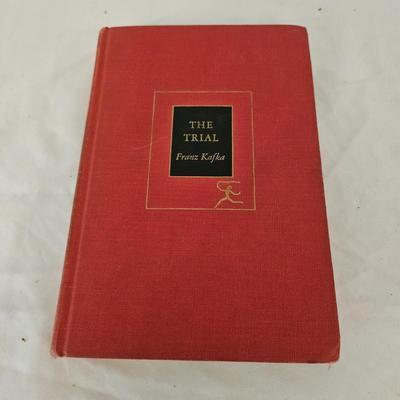 THE
TRIAL
Franz Kafka